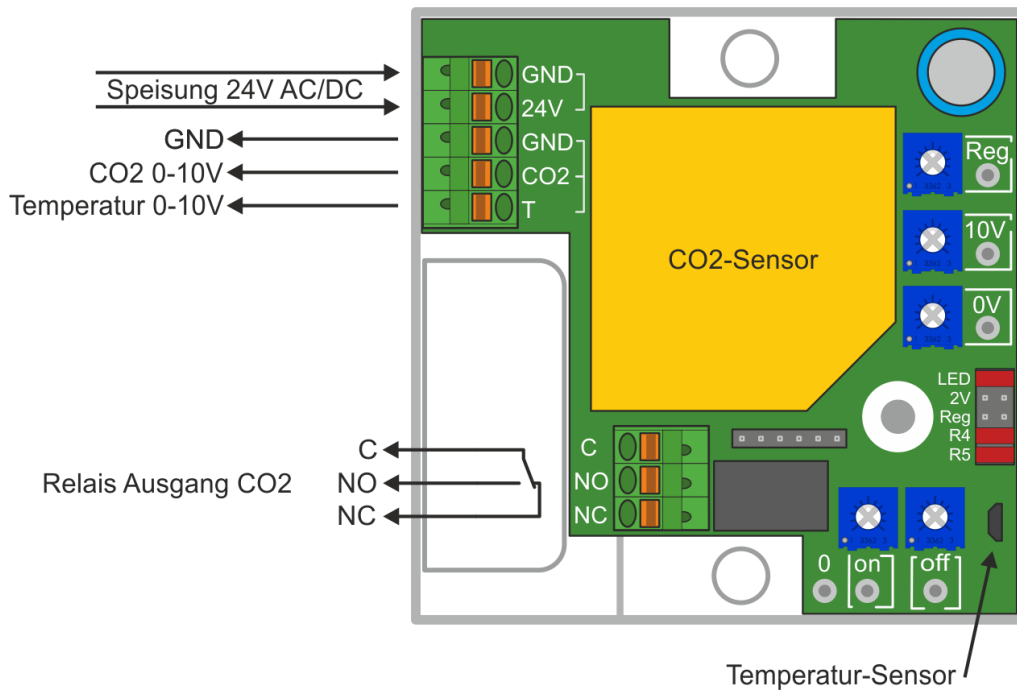 Speisung 24V AC/DC
GND
CO2 0-10V
Temperatur 0-10V
GND
24V
GND
CO2
T
CO2-Sensor
Reg
10V
0V
LED
2V
Reg
R4
R5
Relais Ausgang CO2
C
NO
NC
C
NO
NC
0
on
off
Temperatur-Sensor